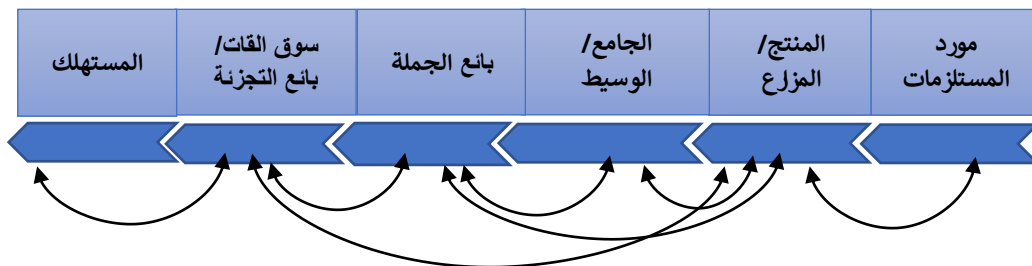 مورد
المستلزمات
المنتج/
المزارع
الجامع/
الوسيط
بائع الجملة
سوق القات/
بائع التجزئة
المستهلك